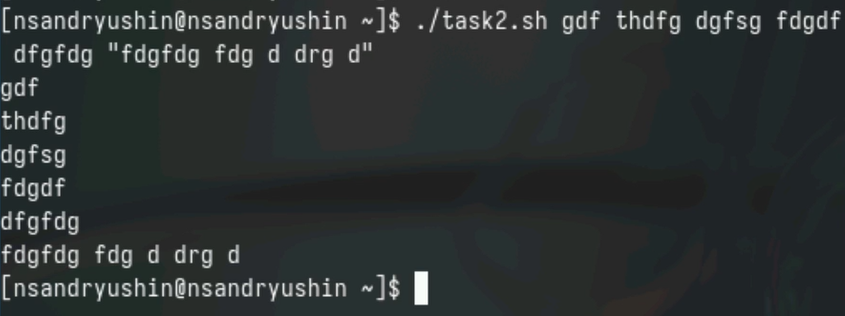 [nsandryushin@nsandryushin ~]$ ./task2.sh gdf thdfg dgfsg fdgdf
 dfgfdg "fdgfdg fdg d drg d"
gdf
thdfg
dgfsg
fdgdf
dfgfdg
fdgfdg fdg d drg d
[nsandryushin@nsandryushin ~]$